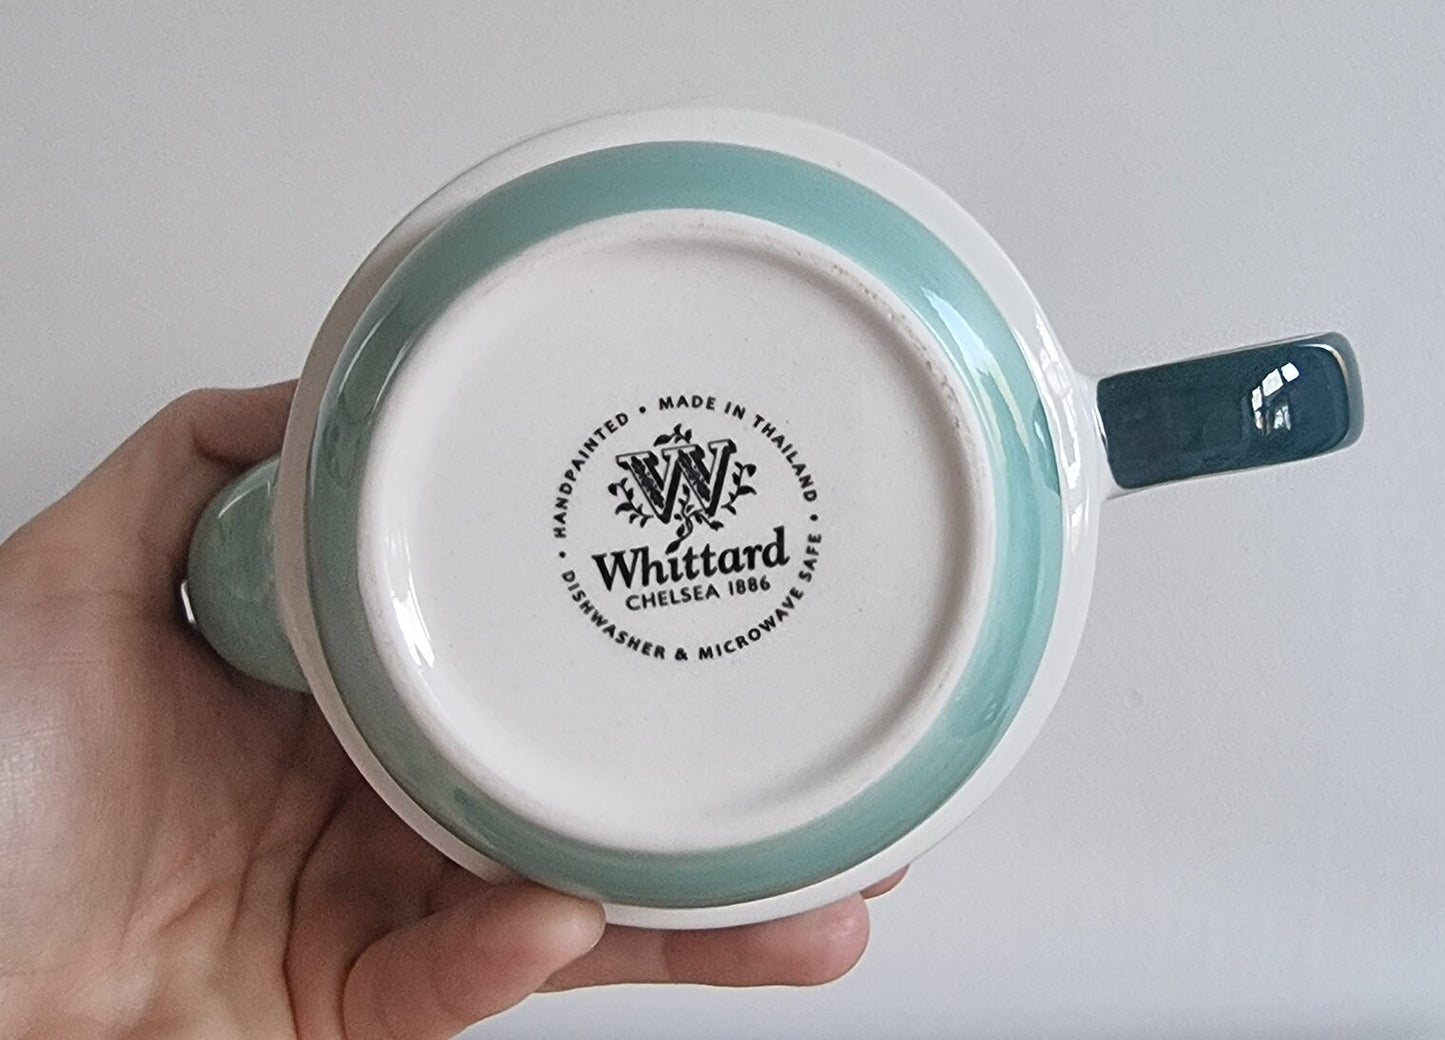 HANDPAINTED • MADE IN THAILAND •
W
Whittard
CHELSEA 1886
• DISHWASHER & MICROWAVE SAFE